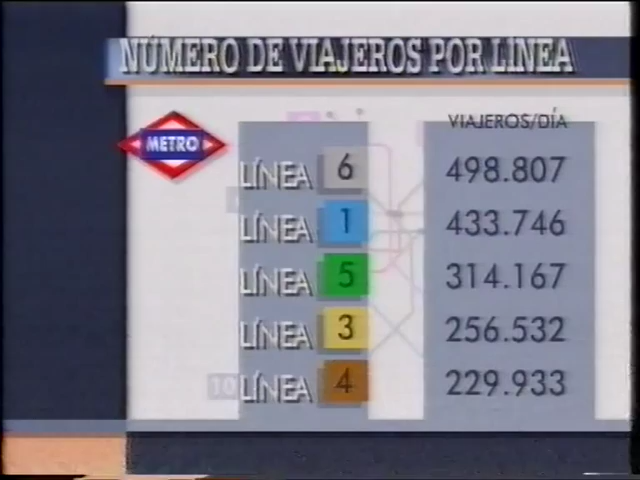 NÚMERO DE VIAJEROS POR LÍNEA
VIAJEROS/DÍA
METRO
LÍNEA 6 498.807
LÍNEA 1 433.746
LÍNEA 5 314.167
LÍNEA 3 256.532
10 LÍNEA 4 229.933